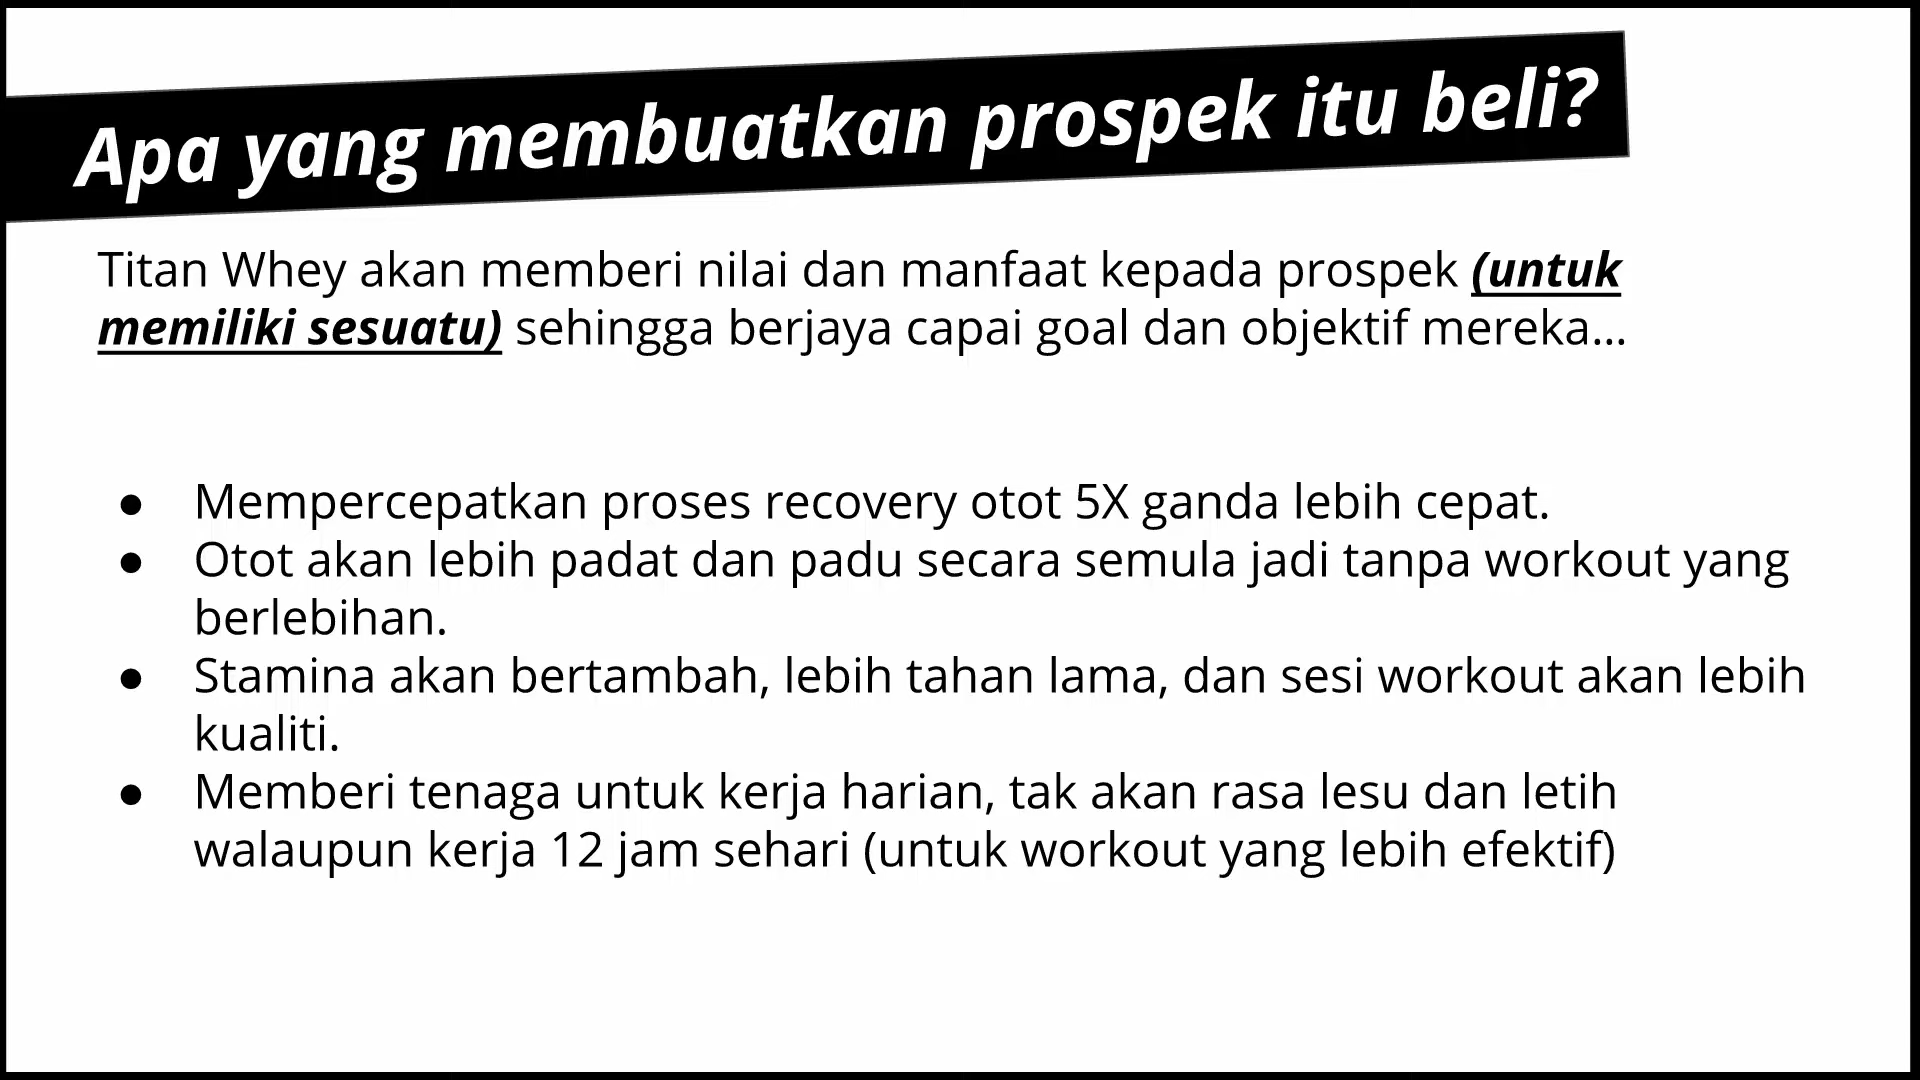 Apa yang membuatkan prospek itu beli?
Titan Whey akan memberi nilai dan manfaat kepada prospek (untuk
memiliki sesuatu) sehingga berjaya capai goal dan objektif mereka...
● Mempercepatkan proses recovery otot 5X ganda lebih cepat.
● Otot akan lebih padat dan padu secara semula jadi tanpa workout yang
berlebihan.
● Stamina akan bertambah, lebih tahan lama, dan sesi workout akan lebih
kualiti.
● Memberi tenaga untuk kerja harian, tak akan rasa lesu dan letih
walaupun kerja 12 jam sehari (untuk workout yang lebih efektif)